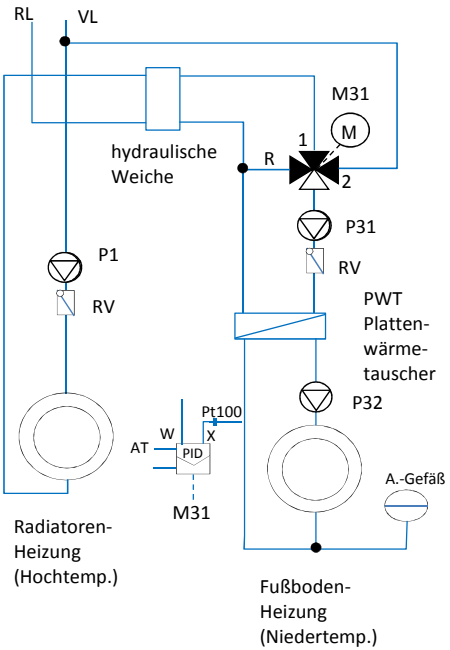 RL
VL
M31
1
M
hydraulische
Weiche
R
2
P31
P1
RV
RV
PWT
Platten-
wärme-
tauscher
P32
Pt100
W
X
AT
PID
A.-Gefäß
M31
Radiatoren-
Heizung
(Hochtemp.)
Fußboden-
Heizung
(Niedertemp.)